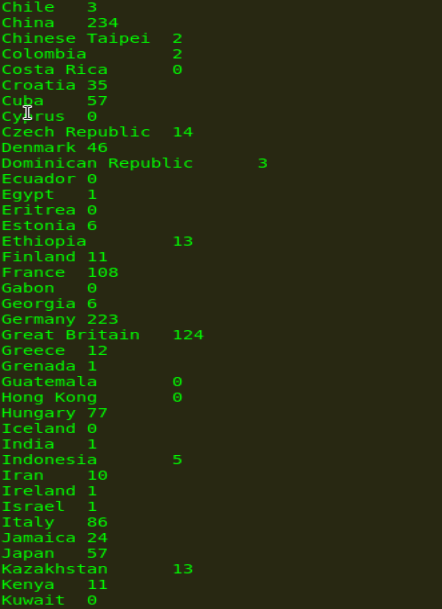 Chile 3
China 234
Chinese Taipei 2
Colombia 2
Costa Rica 0
Croatia 35
Cuba 57
Cyprus 0
Czech Republic 14
Denmark 46
Dominican Republic 3
Ecuador 0
Egypt 1
Eritrea 0
Estonia 6
Ethiopia 13
Finland 11
France 108
Gabon 0
Georgia 6
Germany 223
Great Britain 124
Greece 12
Grenada 1
Guatemala 0
Hong Kong 0
Hungary 77
Iceland 0
India 1
Indonesia 5
Iran 10
Ireland 1
Israel 1
Italy 86
Jamaica 24
Japan 57
Kazakhstan 13
Kenya 11
Kuwait 0